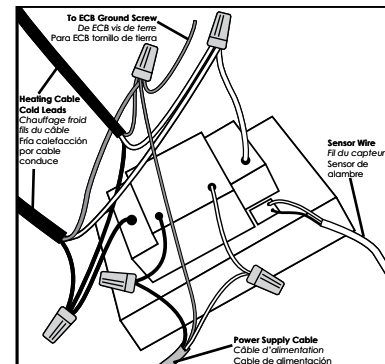 To ECB Ground Screw
De ECB vis de terre
Para ECB tornillo de tierra
Heating Cable
Cold Leads
Chauffage froid
fils du câble
Fría calefacción
por cable
conduce
Sensor Wire
Fil du capteur
Sensor de
alambre
Power Supply Cable
Câble d'alimentation
Cable de alimentación